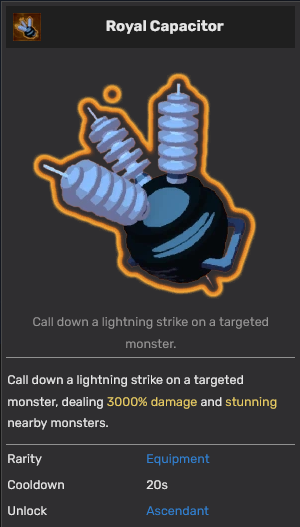 Royal Capacitor
Call down a lightning strike on a targeted
monster.
Call down a lightning strike on a targeted
monster, dealing 3000% damage and stunning
nearby monsters.
Rarity Equipment
Cooldown 20s
Unlock Ascendant